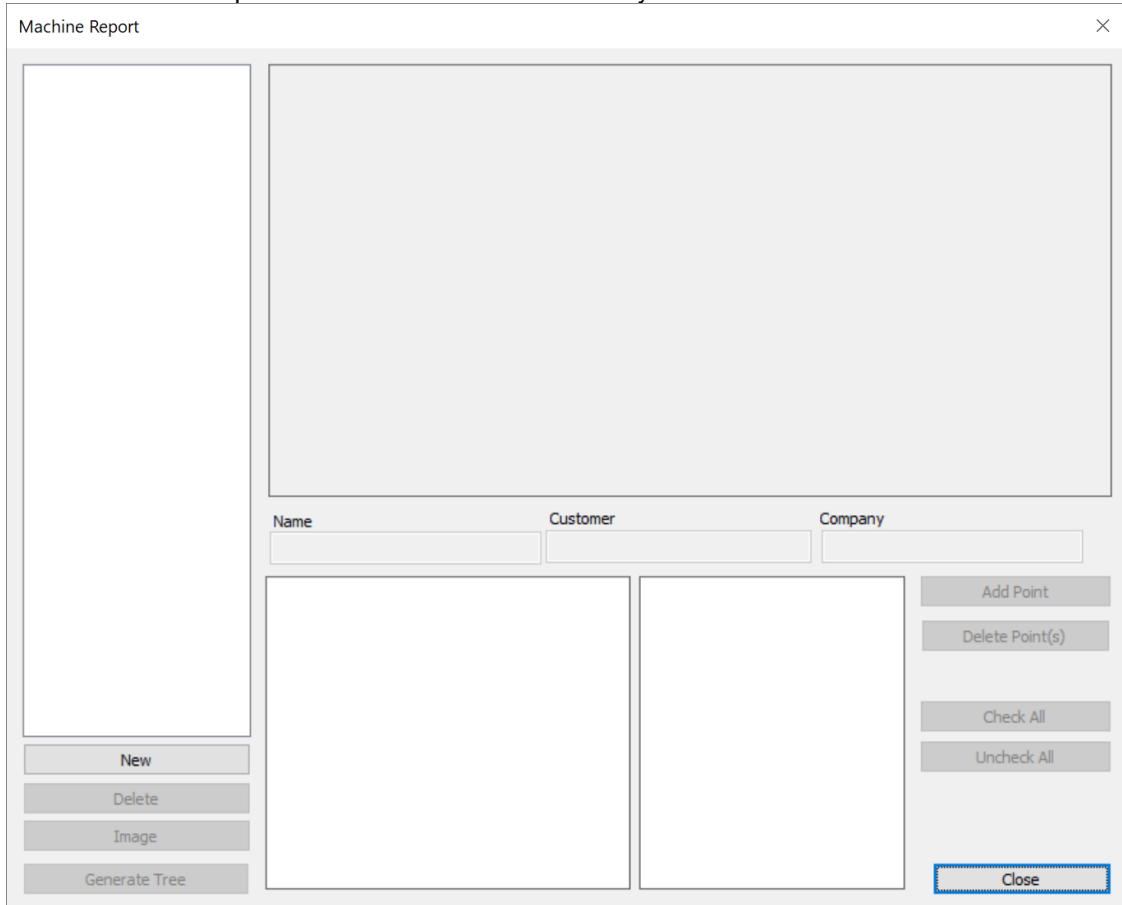 Machine Report
Name
Customer
Company
Add Point
Delete Point(s)
Check All
Uncheck All
New
Delete
Image
Generate Tree
Close